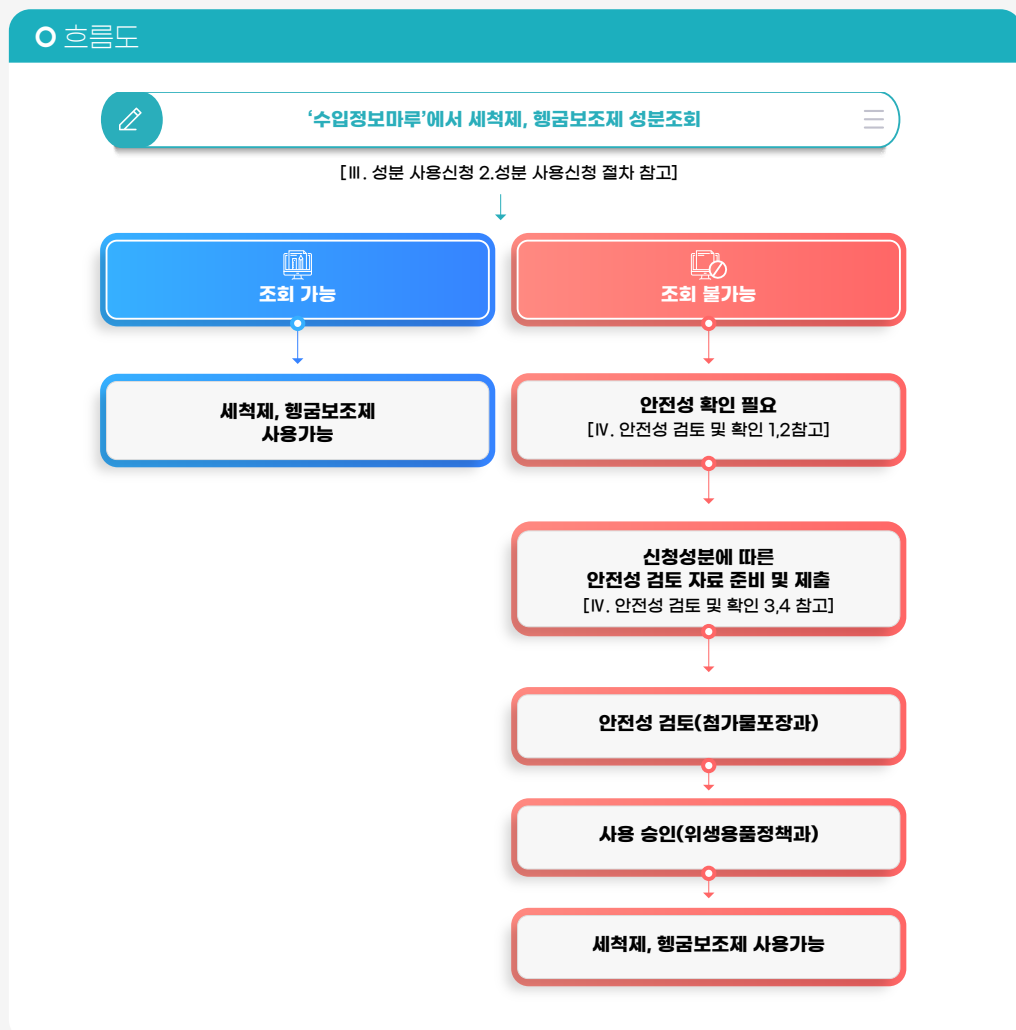 흐름도
‘수입정보마루’에서 세척제, 헹굼보조제 성분조회
[Ⅲ. 성분 사용신청 2.성분 사용신청 절차 참고]
조회 가능
조회 불가능
세척제, 헹굼보조제
사용가능
안전성 확인 필요
[Ⅳ. 안전성 검토 및 확인 1,2참고]
신청성분에 따른
안전성 검토 자료 준비 및 제출
[Ⅳ. 안전성 검토 및 확인 3,4 참고]
안전성 검토(첨가물포장과)
사용 승인(위생용품정책과)
세척제, 헹굼보조제 사용가능